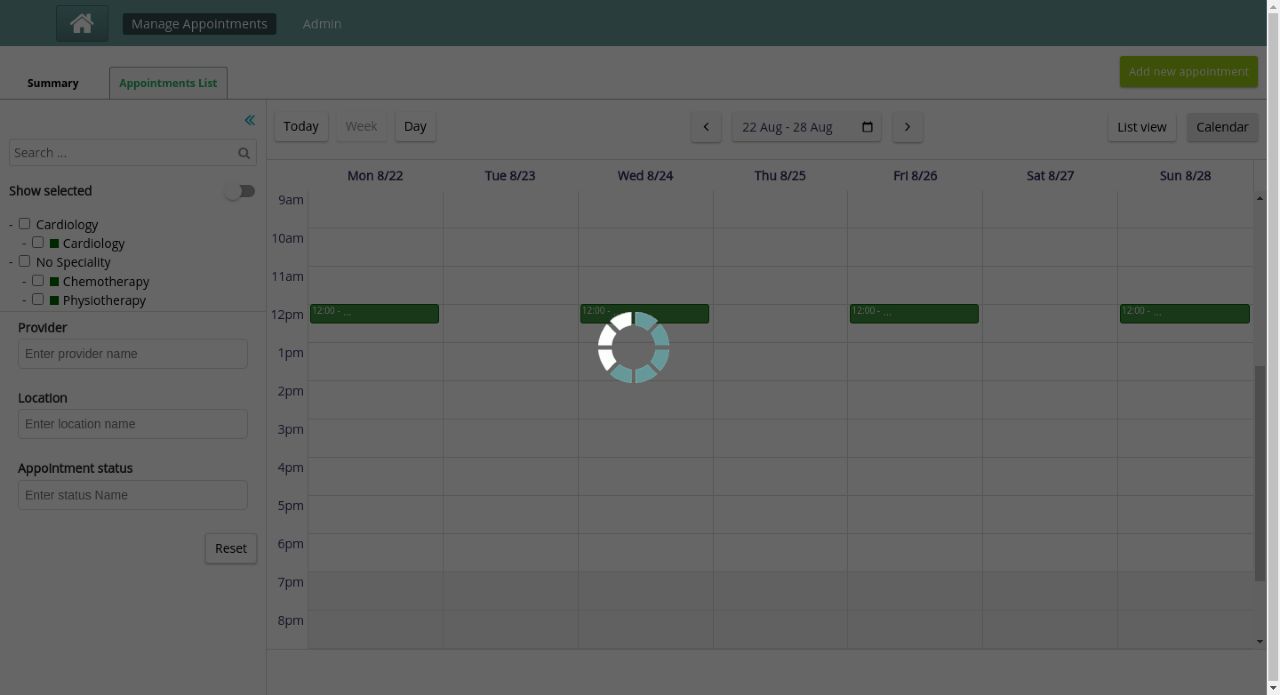 Manage Appointments Admin
Summary Appointments List Add new appointment
Today Week Day 22 Aug - 28 Aug List view Calendar
Search ...
Show selected
- Cardiology
- Cardiology
- No Speciality
- Chemotherapy
- Physiotherapy
Provider
Enter provider name
Location
Enter location name
Appointment status
Enter status Name
Reset
Mon 8/22 Tue 8/23 Wed 8/24 Thu 8/25 Fri 8/26 Sat 8/27 Sun 8/28
9am
10am
11am
12pm 12:00 - ... 12:00 - 12:00 - ... 12:00 - ...
1pm
2pm
3pm
4pm
5pm
6pm
7pm
8pm